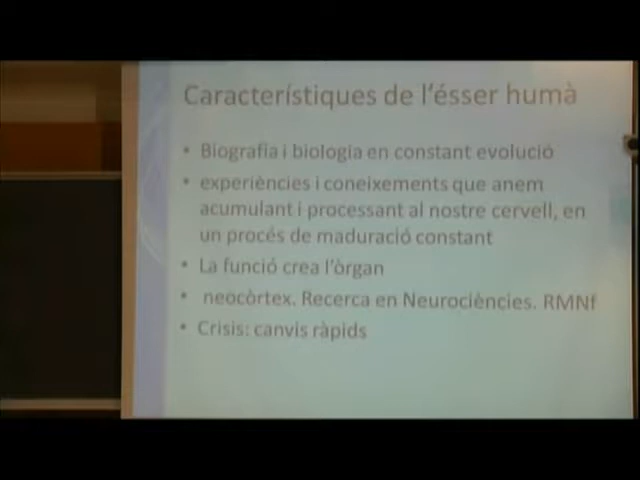 Característiques de l'ésser humà
• Biografia i biologia en constant evolució
• experiències i coneixements que anem
acumulant i processant al nostre cervell, en
un procés de maduració constant
• La funció crea l'òrgan
• neocòrtex. Recerca en Neurociències. RMNf
• Crisis: canvis ràpids